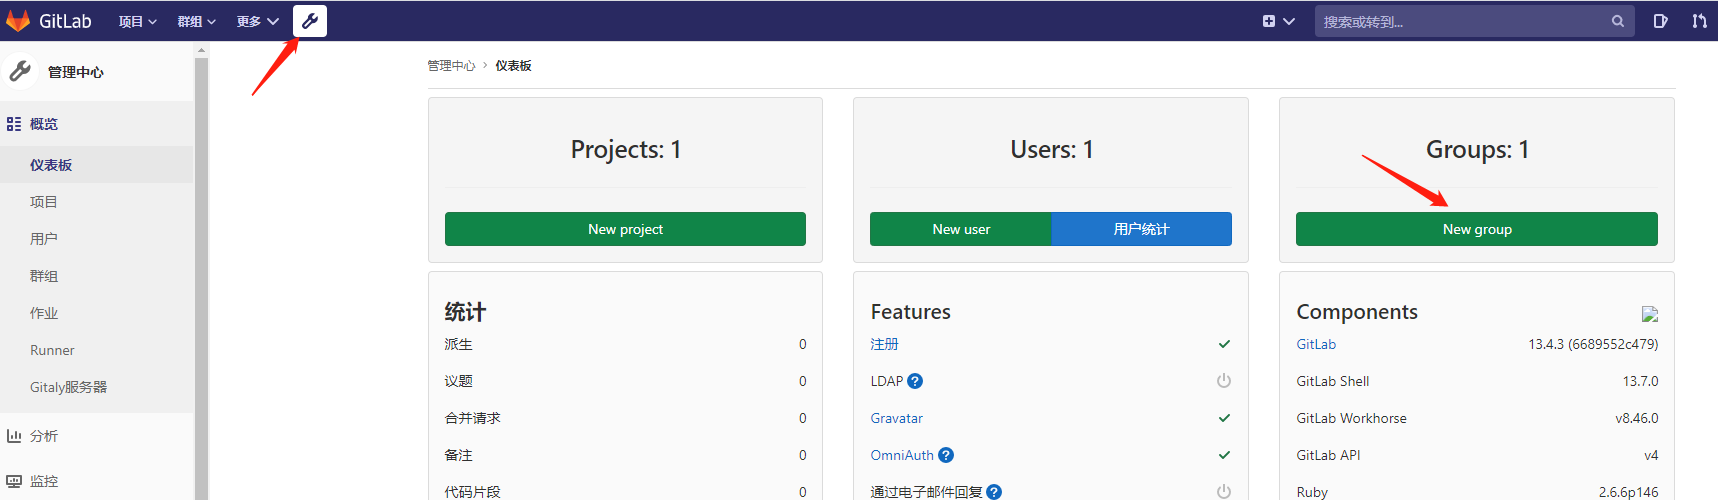 GitLab 项目 群组 更多 搜索或转到...
管理中心
概览
仪表板
项目
用户
群组
作业
Runner
Gitaly服务器
分析
监控
管理中心 › 仪表板
Projects: 1
New project
Users: 1
New user 用户统计
Groups: 1
New group
统计
派生 0
议题 0
合并请求 0
备注 0
代码片段 0
Features
注册
LDAP ?
Gravatar
OmniAuth ?
通过电子邮件回复 ?
Components
GitLab 13.4.3 (6689552c479)
GitLab Shell 13.7.0
GitLab Workhorse v8.46.0
GitLab API v4
Ruby 2.6.6p146